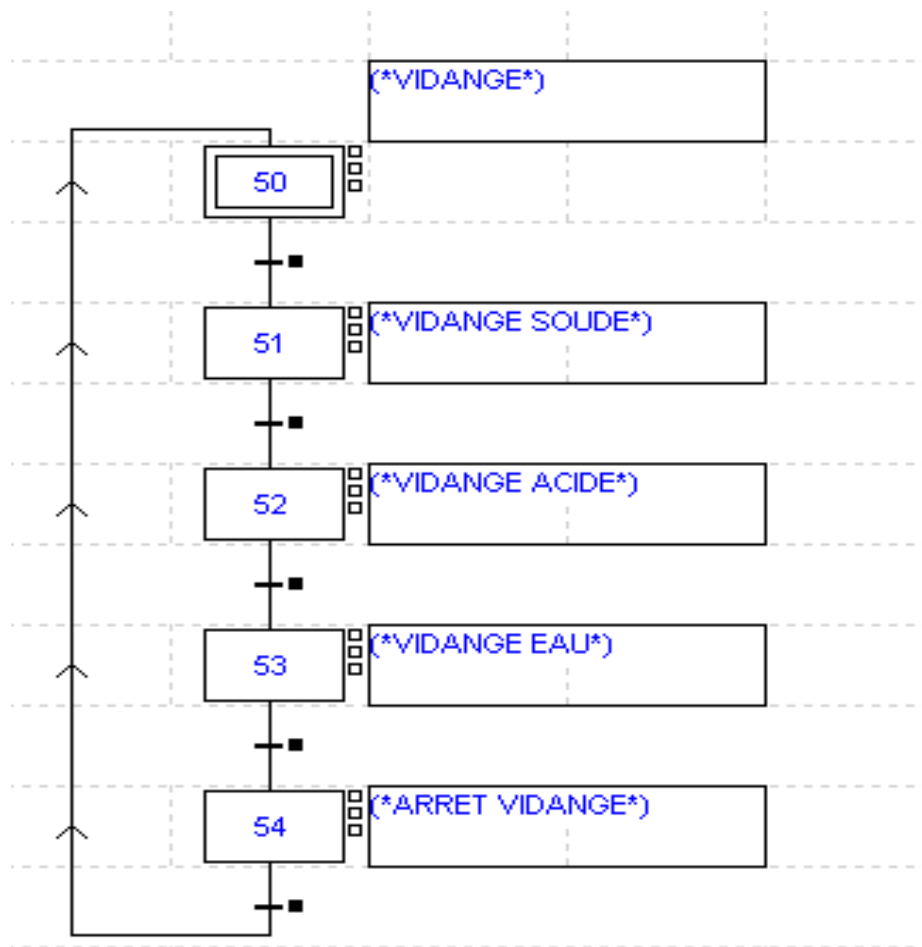 (*VIDANGE*)
50
51
(*VIDANGE SOUDE*)
52
(*VIDANGE ACIDE*)
53
(*VIDANGE EAU*)
54
(*ARRET VIDANGE*)